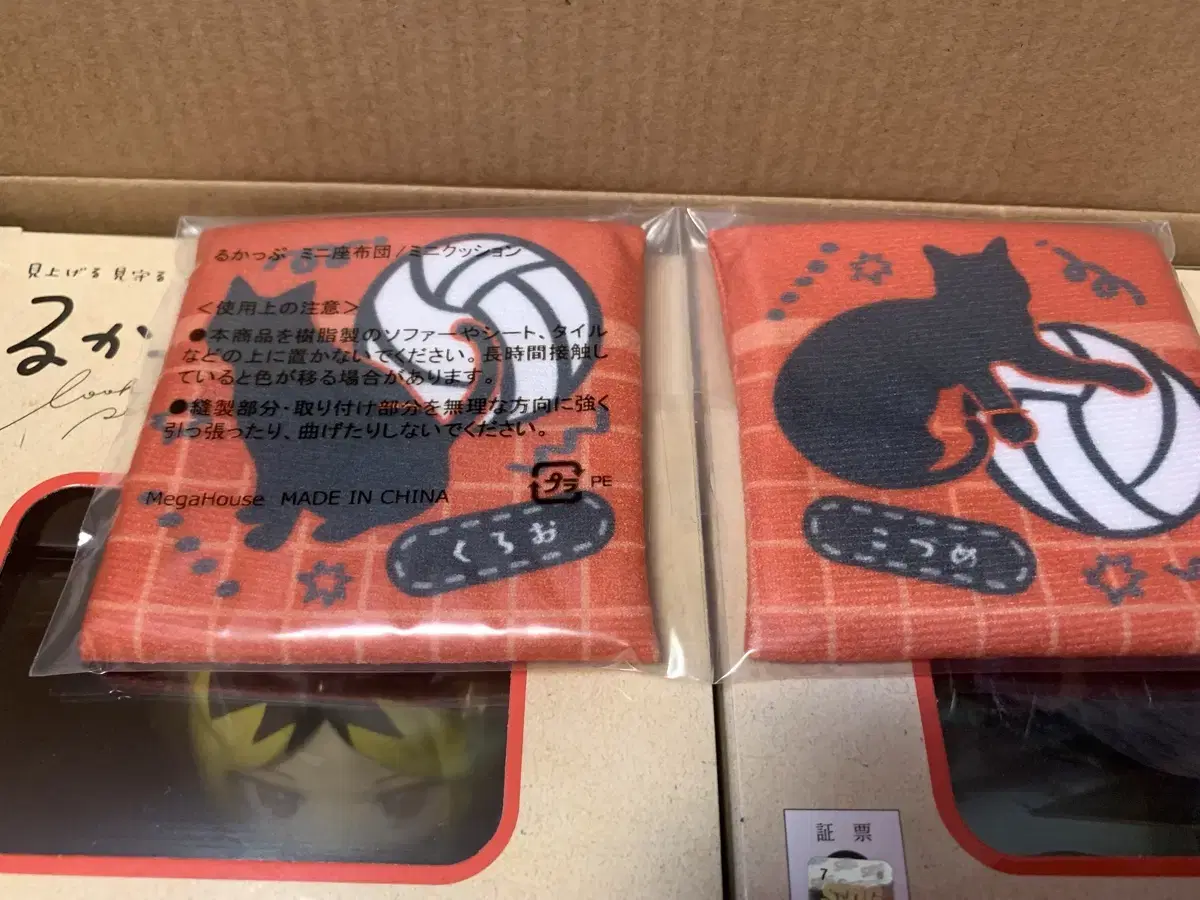 るかっぷ ミニ座布団/ミニクッション
<使用上の注意>
●本商品を樹脂製のソファーやシート、タイル
などの上に置かないでください。長時間接触し
ていると色が移る場合があります。
●縫製部分・取り付け部分を無理な方向に強く
引っ張ったり、曲げたりしないでください。
MegaHouse MADE IN CHINA
プラ PE
くろお
こづめ
見上げる 見守る
るか
look
証票
7